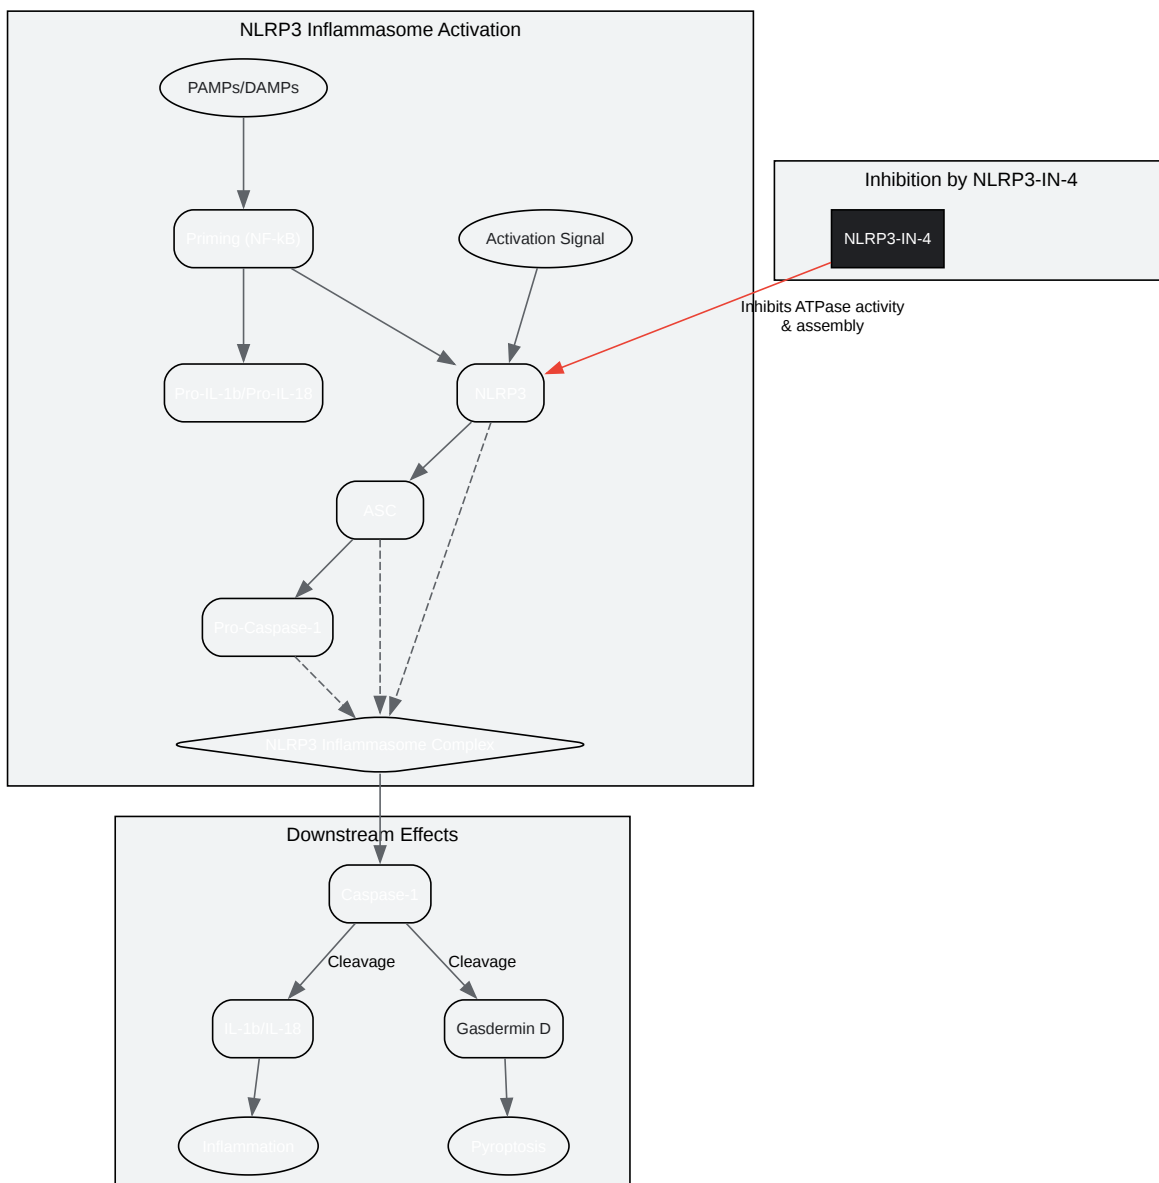 NLRP3 Inflammasome Activation
PAMPs/DAMPs
Inhibition by NLRP3-IN-4
Priming (NF-kB)
Activation Signal
NLRP3-IN-4
Inhibits ATPase activity
& assembly
Pro-IL-1b/Pro-IL-18
NLRP3
ASC
Pro-Caspase-1
NLRP3 Inflammasome Complex
Downstream Effects
Caspase-1
Cleavage
Cleavage
IL-1b/IL-18
Gasdermin D
Inflammation
Pyroptosis